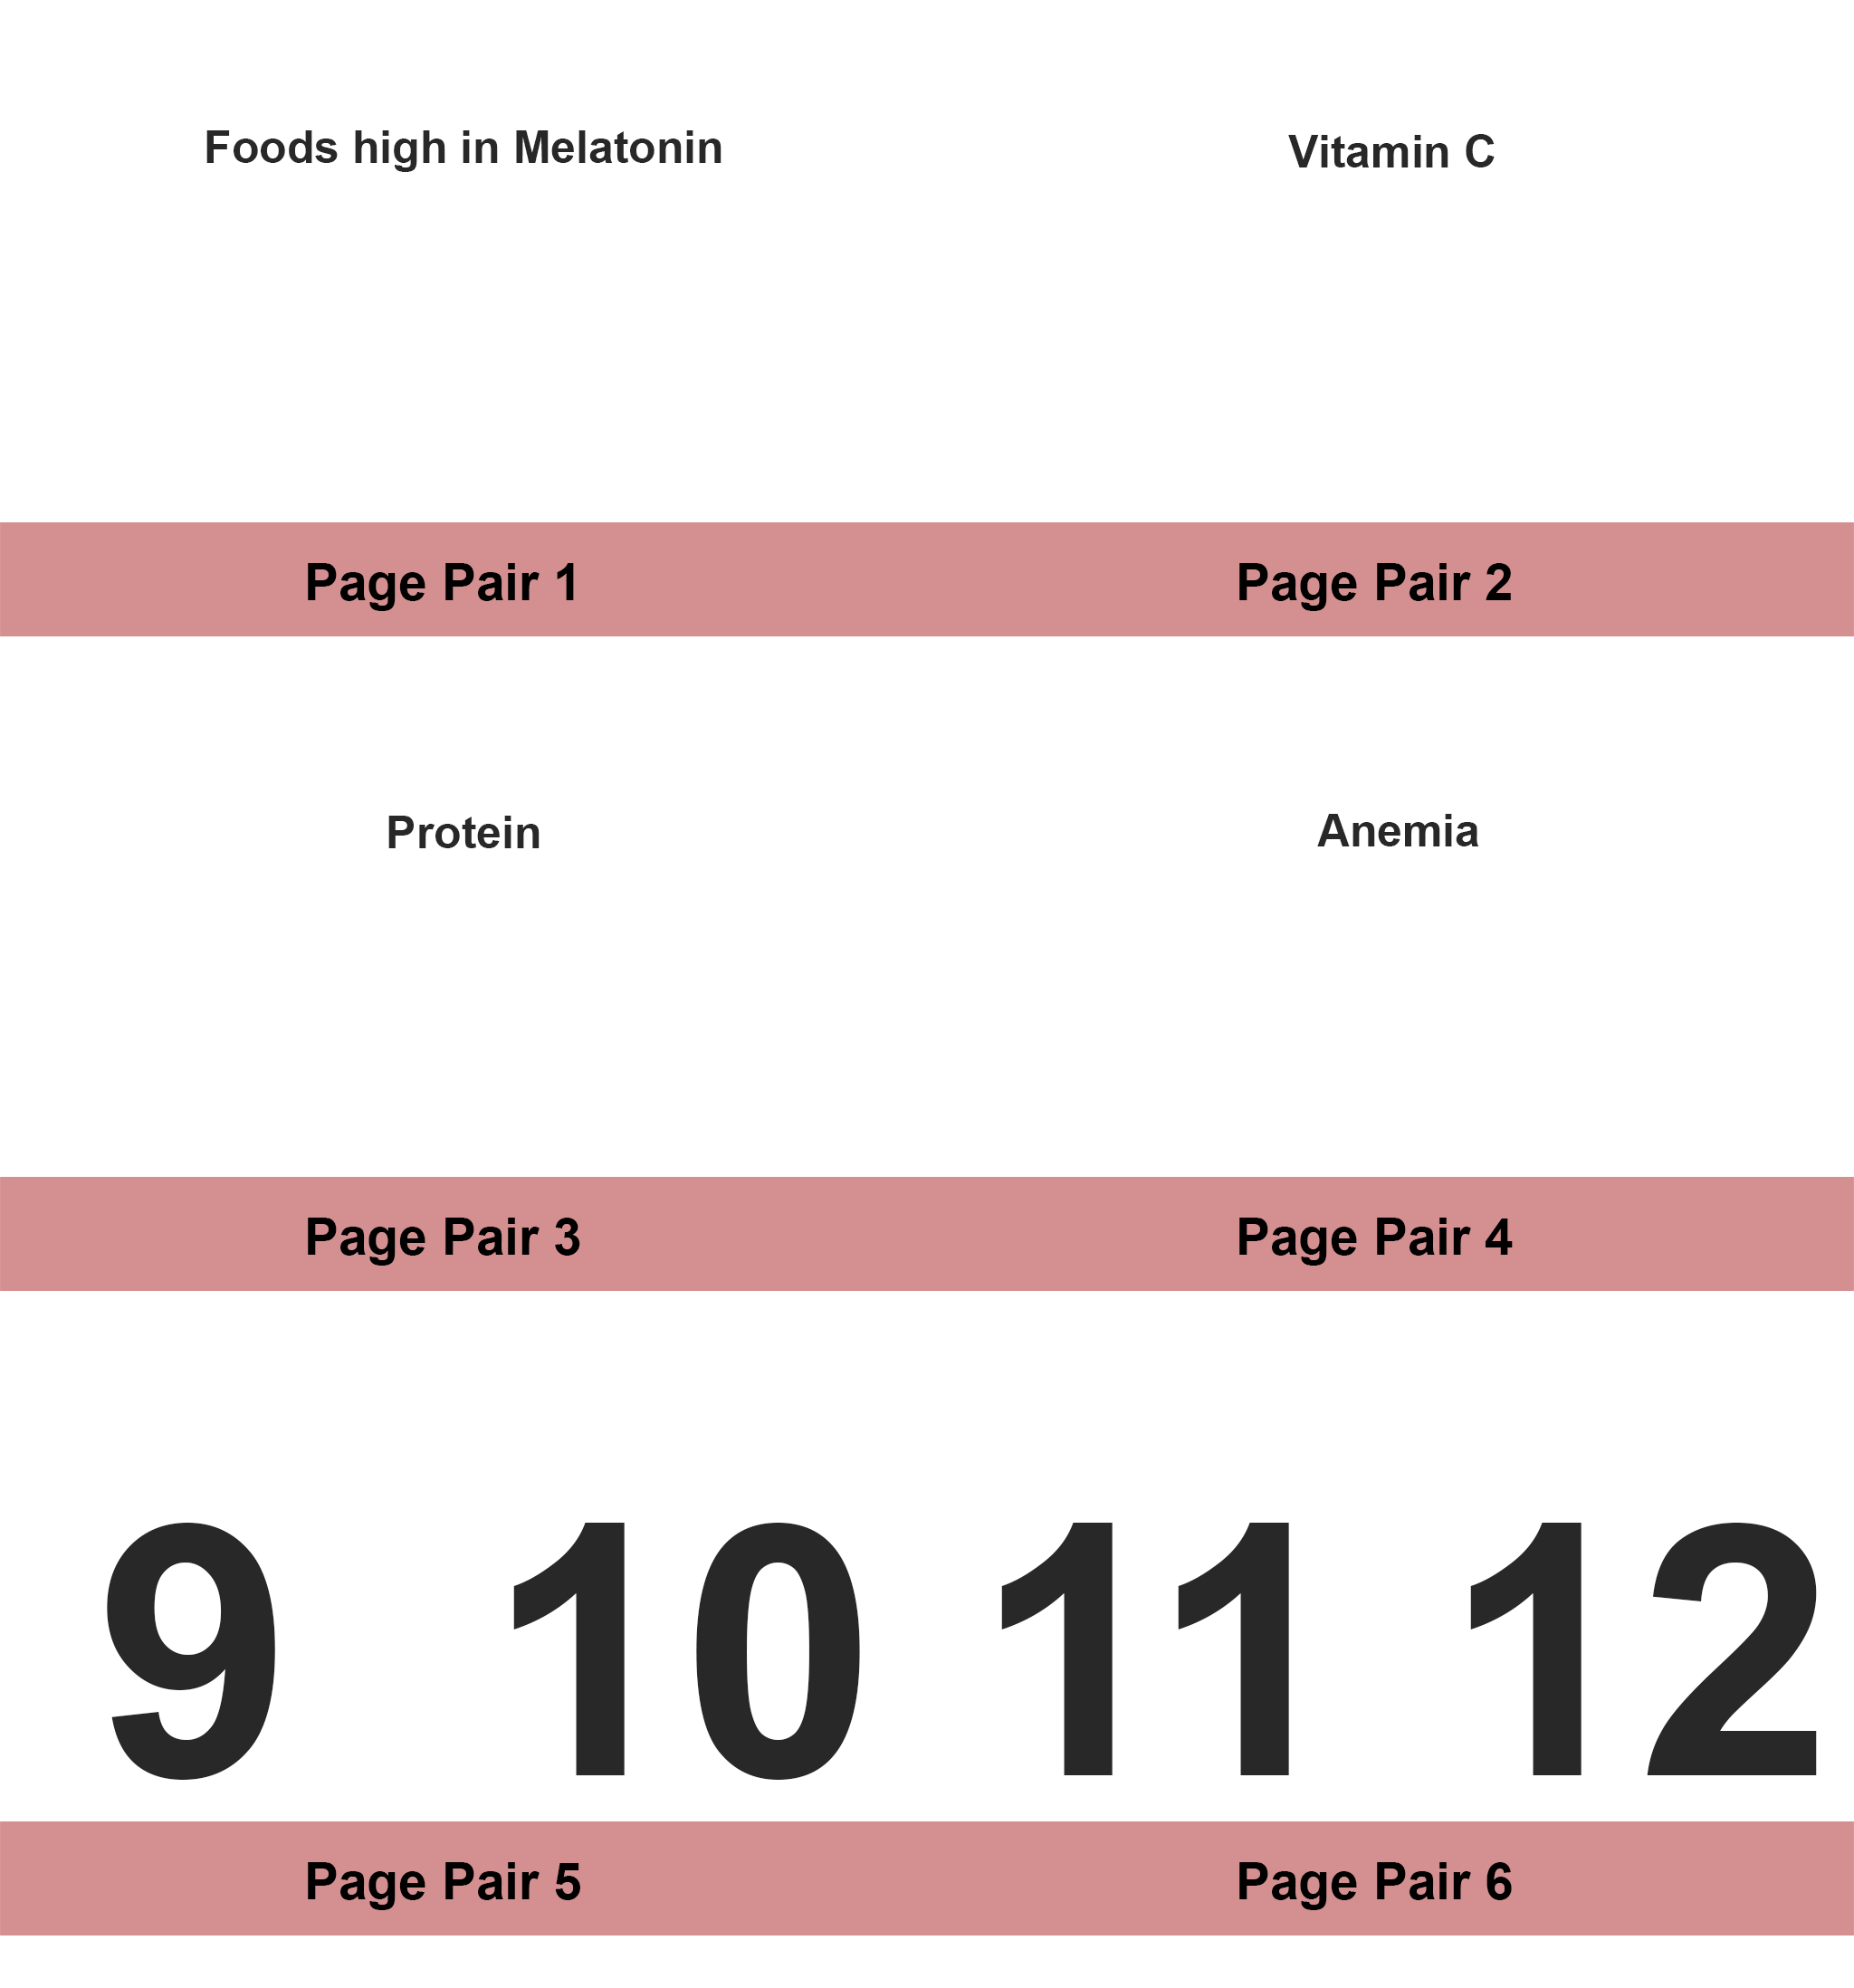 Foods high in Melatonin
Vitamin C
Page Pair 1
Page Pair 2
Protein
Anemia
Page Pair 3
Page Pair 4
9 10 11 12
Page Pair 5
Page Pair 6